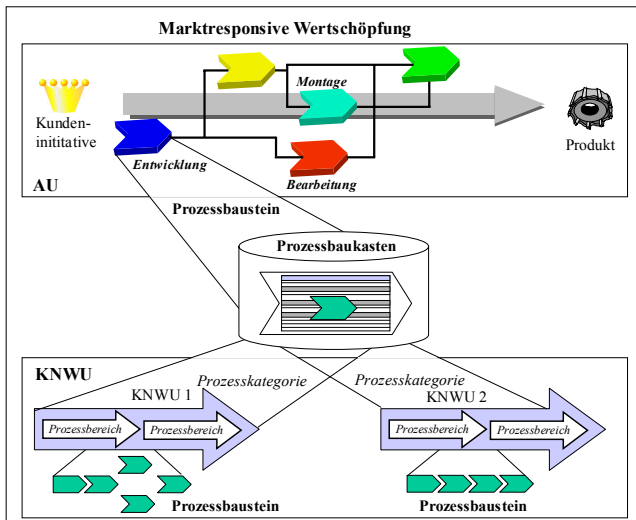 Marktresponsive Wertschöpfung
Montage
Kunden-
inititative
Produkt
Entwicklung
Bearbeitung
AU
Prozessbaustein
Prozessbaukasten
KNWU
Prozesskategorie
Prozesskategorie
KNWU 1
KNWU 2
Prozessbereich
Prozessbereich
Prozessbereich
Prozessbereich
Prozessbaustein
Prozessbaustein